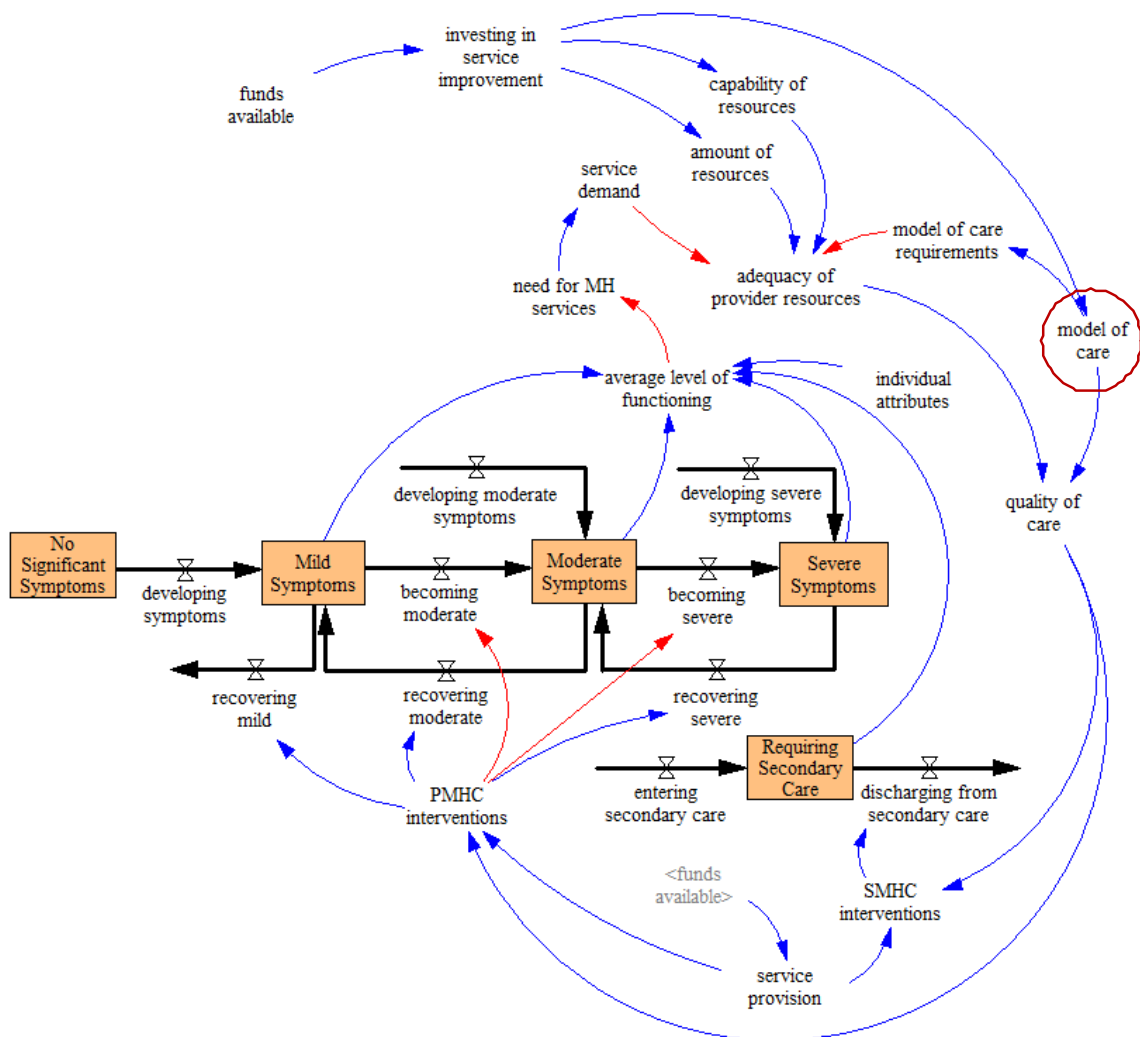 investing in
service
improvement
funds
available
capability of
resources
amount of
resources
service
demand
model of care
requirements
adequacy of
provider resources
need for MH
services
model of
care
average level of
functioning
individual
attributes
developing moderate
symptoms
developing severe
symptoms
quality of
care
No
Significant
Symptoms
Mild
Symptoms
Moderate
Symptoms
Severe
Symptoms
developing
symptoms
becoming
moderate
becoming
severe
recovering
mild
recovering
moderate
recovering
severe
Requiring
Secondary
Care
PMHC
interventions
entering
secondary care
discharging from
secondary care
<funds
available>
SMHC
interventions
service
provision